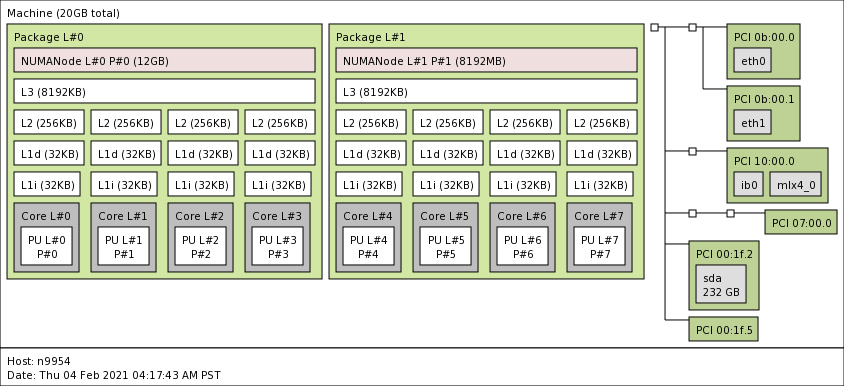 Machine (20GB total)
Package L#0
NUMANode L#0 P#0 (12GB)
L3 (8192KB)
L2 (256KB) L2 (256KB) L2 (256KB) L2 (256KB)
L1d (32KB) L1d (32KB) L1d (32KB) L1d (32KB)
L1i (32KB) L1i (32KB) L1i (32KB) L1i (32KB)
Core L#0 Core L#1 Core L#2 Core L#3
PU L#0 PU L#1 PU L#2 PU L#3
P#0 P#1 P#2 P#3
Package L#1
NUMANode L#1 P#1 (8192MB)
L3 (8192KB)
L2 (256KB) L2 (256KB) L2 (256KB) L2 (256KB)
L1d (32KB) L1d (32KB) L1d (32KB) L1d (32KB)
L1i (32KB) L1i (32KB) L1i (32KB) L1i (32KB)
Core L#4 Core L#5 Core L#6 Core L#7
PU L#4 PU L#5 PU L#6 PU L#7
P#4 P#5 P#6 P#7
PCI 0b:00.0
eth0
PCI 0b:00.1
eth1
PCI 10:00.0
ib0 mlx4_0
PCI 07:00.0
PCI 00:1f.2
sda
232 GB
PCI 00:1f.5
Host: n9954
Date: Thu 04 Feb 2021 04:17:43 AM PST